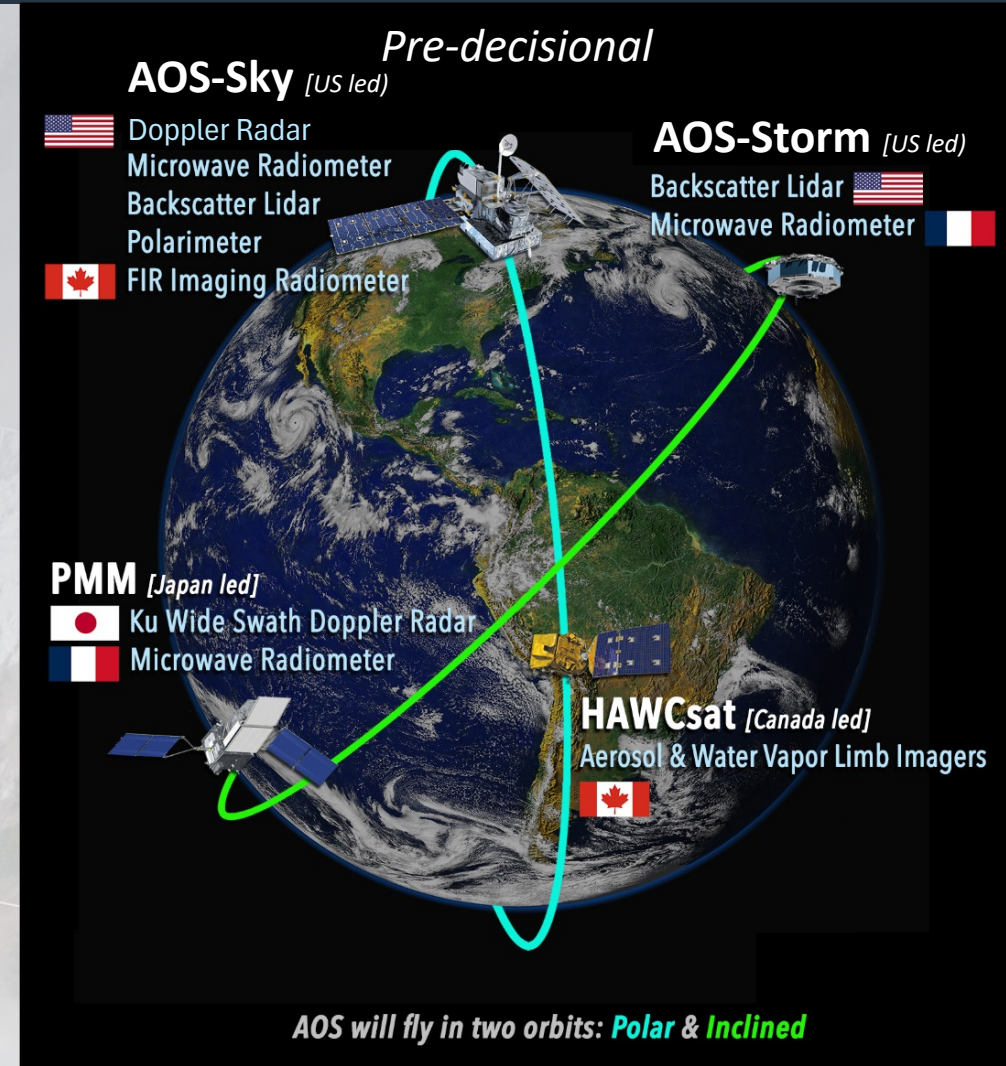 Pre-decisional
AOS-Sky [US led)
Doppler Radar
Microwave Radiometer
Backscatter Lidar
Polarimeter
FIR Imaging Radiometer
AOS-Storm [US led)
Backscatter Lidar
Microwave Radiometer
PMM [Japan led]
Ku Wide Swath Doppler Radar
Microwave Radiometer
HAWCsat [Canada led]
Aerosol & Water Vapor Limb Imagers
AOS will fly in two orbits: Polar & Inclined